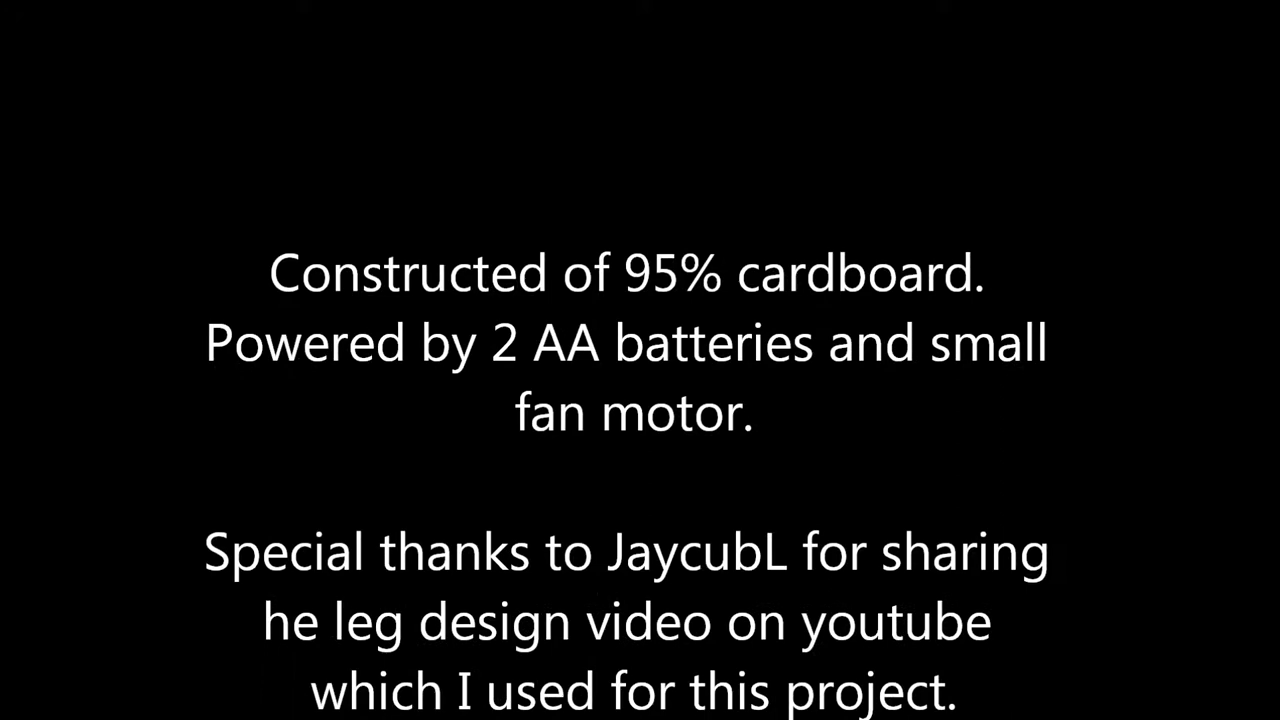 Constructed of 95% cardboard.
Powered by 2 AA batteries and small
fan motor.
Special thanks to JaycubL for sharing
he leg design video on youtube
which I used for this project.